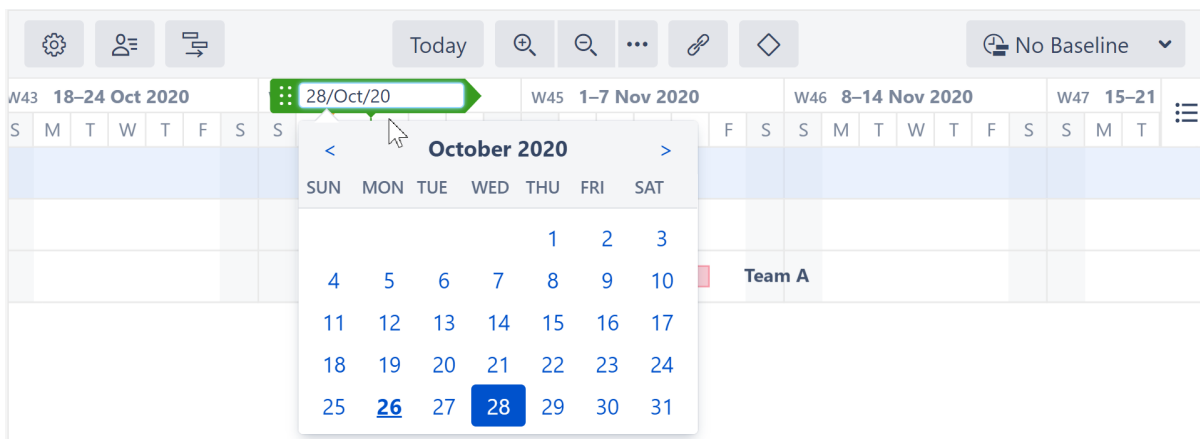 Today ••• No Baseline
W43 18–24 Oct 2020 28/Oct/20 W45 1–7 Nov 2020 W46 8–14 Nov 2020 W47 15–21
S M T W T F S S F S S M T W T F S S M T
< October 2020 >
SUN MON TUE WED THU FRI SAT
1 2 3
4 5 6 7 8 9 10
Team A
11 12 13 14 15 16 17
18 19 20 21 22 23 24
25 26 27 28 29 30 31